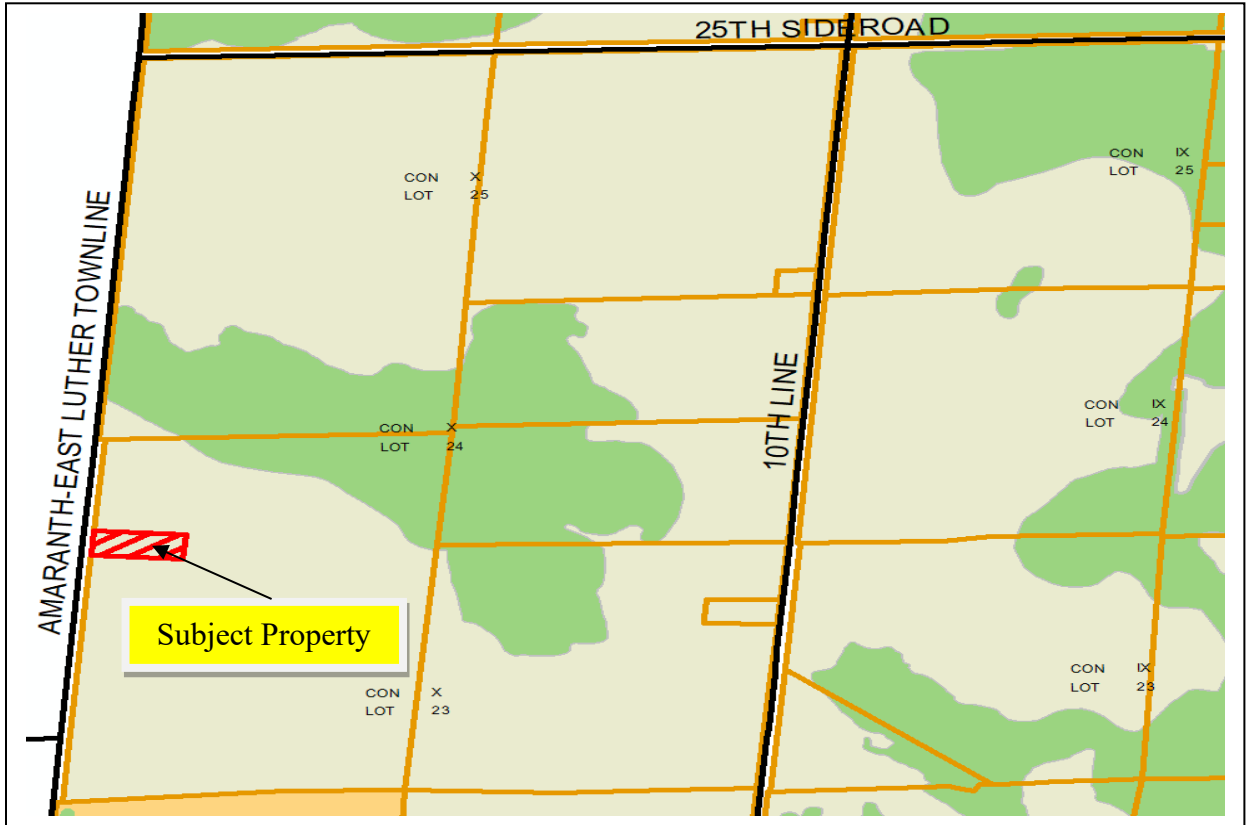 25TH SIDEROAD
CON IX
LOT 25
CON X
LOT 25
AMARANTH-EAST LUTHER TOWNLINE
10TH LINE
CON IX
LOT 24
CON X
LOT 24
Subject Property
CON IX
LOT 23
CON X
LOT 23